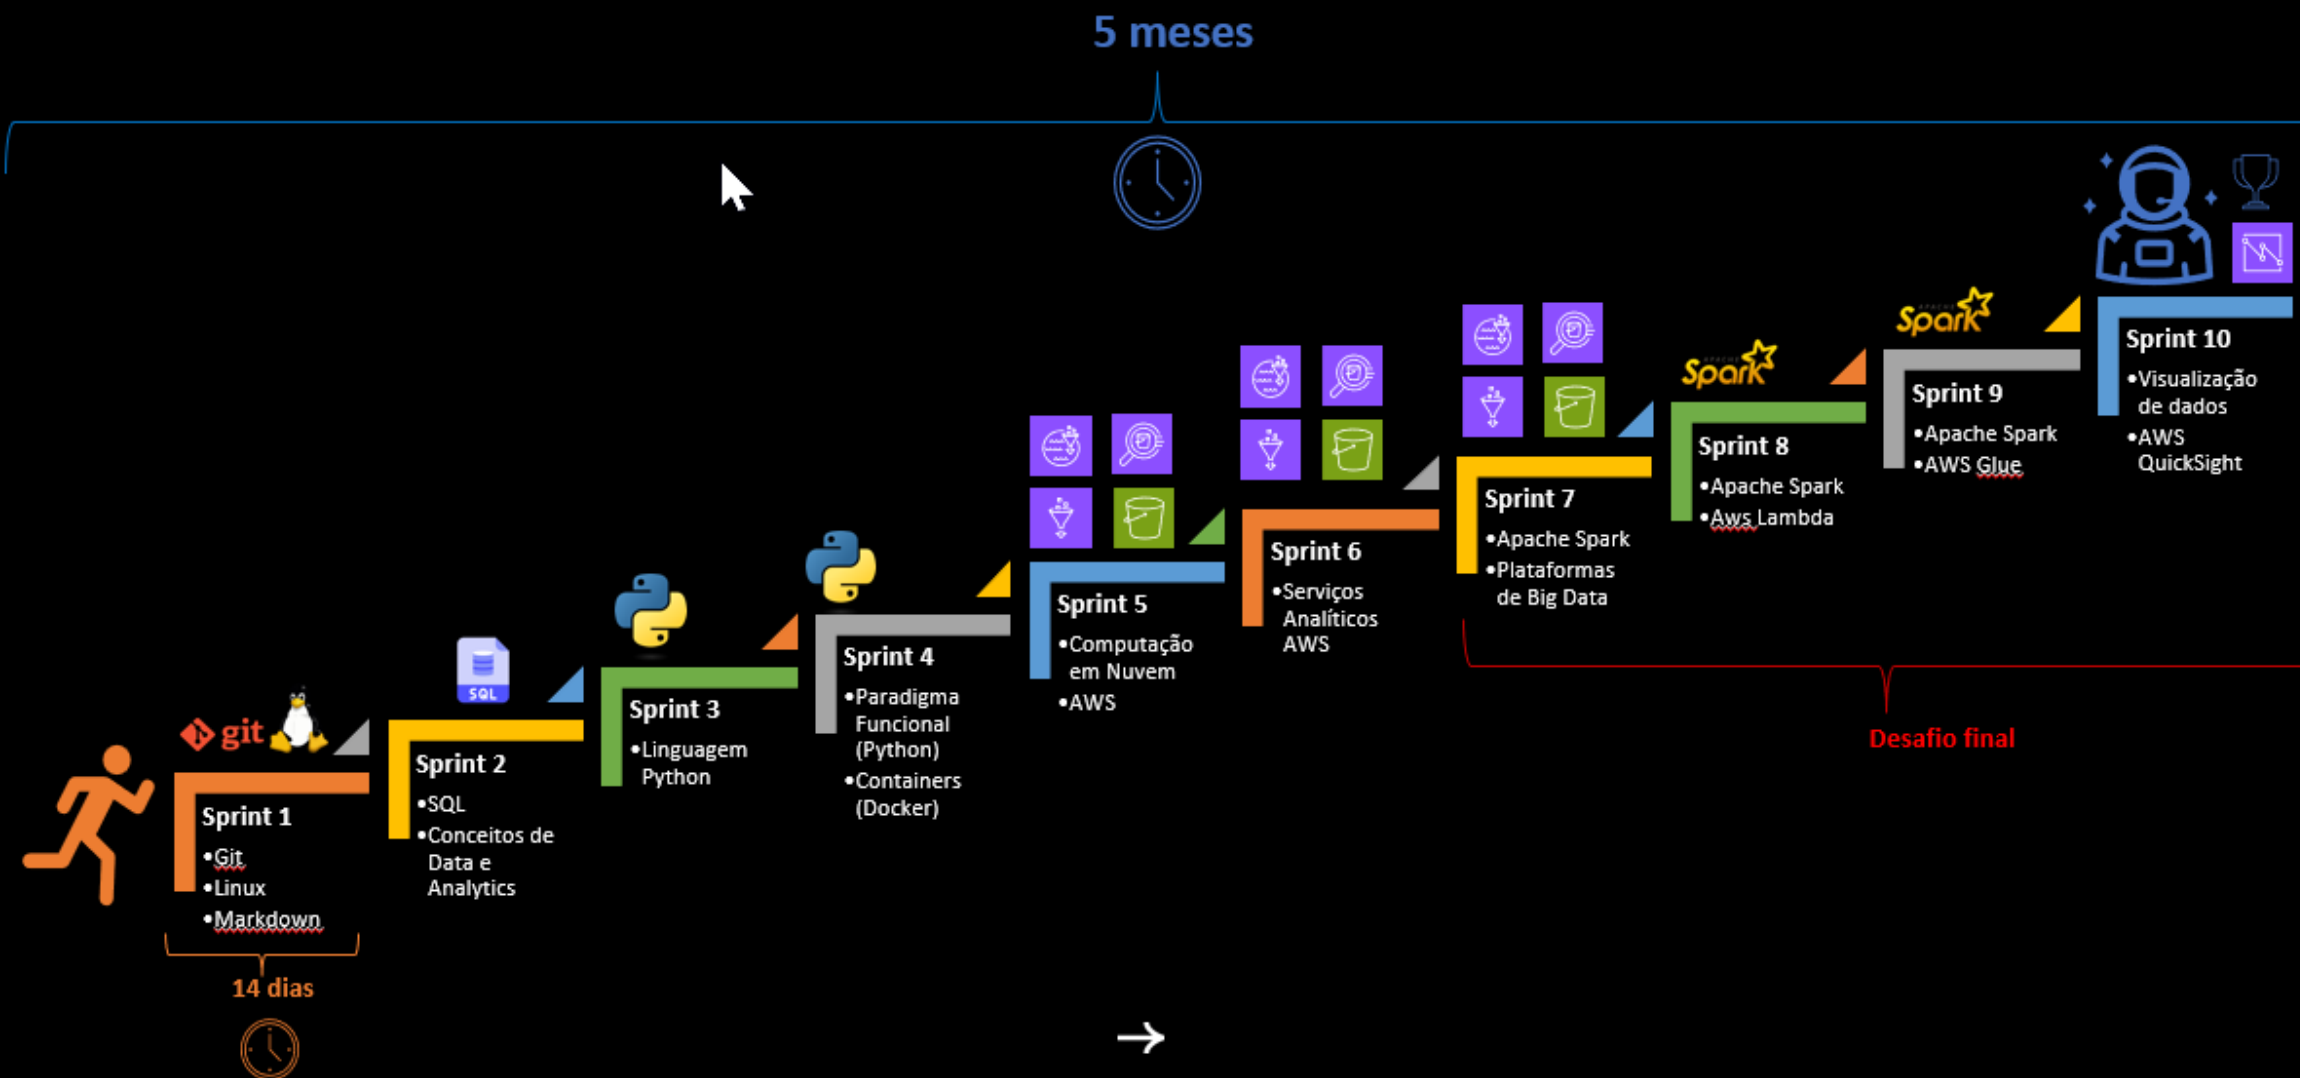 5 meses
git
Sprint 1
•Git
•Linux
•Markdown
14 dias
SQL
Sprint 2
•SQL
•Conceitos de
Data e
Analytics
Sprint 3
•Linguagem
Python
Sprint 4
•Paradigma
Funcional
(Python)
•Containers
(Docker)
Sprint 5
•Computação
em Nuvem
•AWS
Sprint 6
•Serviços
Analíticos
AWS
Sprint 7
•Apache Spark
•Plataformas
de Big Data
APACHE
Spark
Sprint 8
•Apache Spark
•Aws Lambda
APACHE
Spark
Sprint 9
•Apache Spark
•AWS Glue
Sprint 10
•Visualização
de dados
•AWS
QuickSight
Desafio final